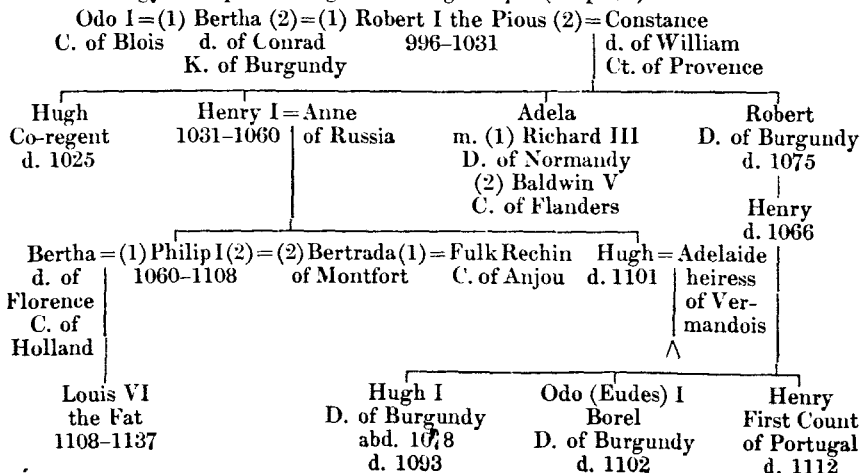 Odo I=(1) Bertha (2)=(1) Robert I the Pious (2)=Constance
C. of Blois d. of Conrad 996–1031 d. of William
K. of Burgundy Ct. of Provence
Hugh Henry I=Anne Adela Robert
Co-regent 1031–1060 of Russia m. (1) Richard III D. of Burgundy
d. 1025 D. of Normandy d. 1075
(2) Baldwin V
C. of Flanders Henry
d. 1066
Bertha=(1) Philip I (2)=(2) Bertrada (1)=Fulk Rechin Hugh=Adelaide
d. of 1060–1108 of Montfort C. of Anjou d. 1101 heiress
Florence of Ver-
C. of mandois
Holland
Louis VI Hugh I Odo (Eudes) I Henry
the Fat D. of Burgundy Borel First Count
1108–1137 abd. D. of Burgundy of Portugal
d. 1093 d. 1102 d. 1112